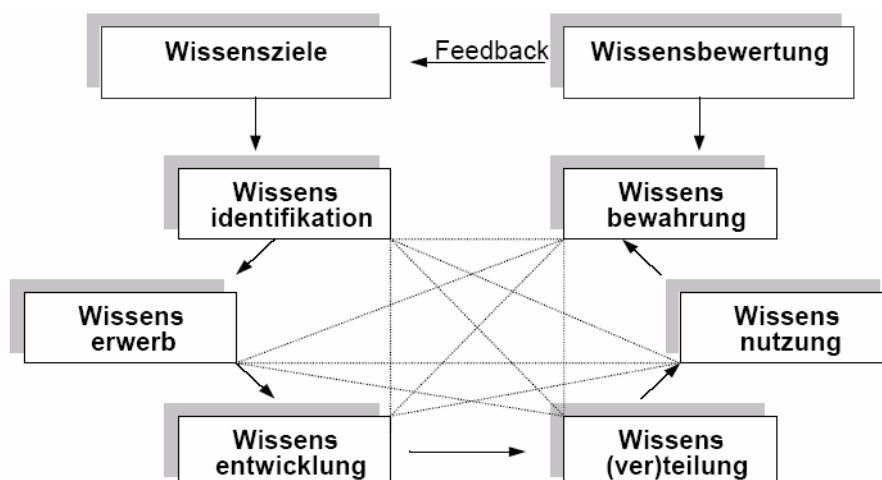 Wissensziele
Feedback
Wissensbewertung
Wissens
identifikation
Wissens
bewahrung
Wissens
erwerb
Wissens
nutzung
Wissens
entwicklung
Wissens
(ver)teilung